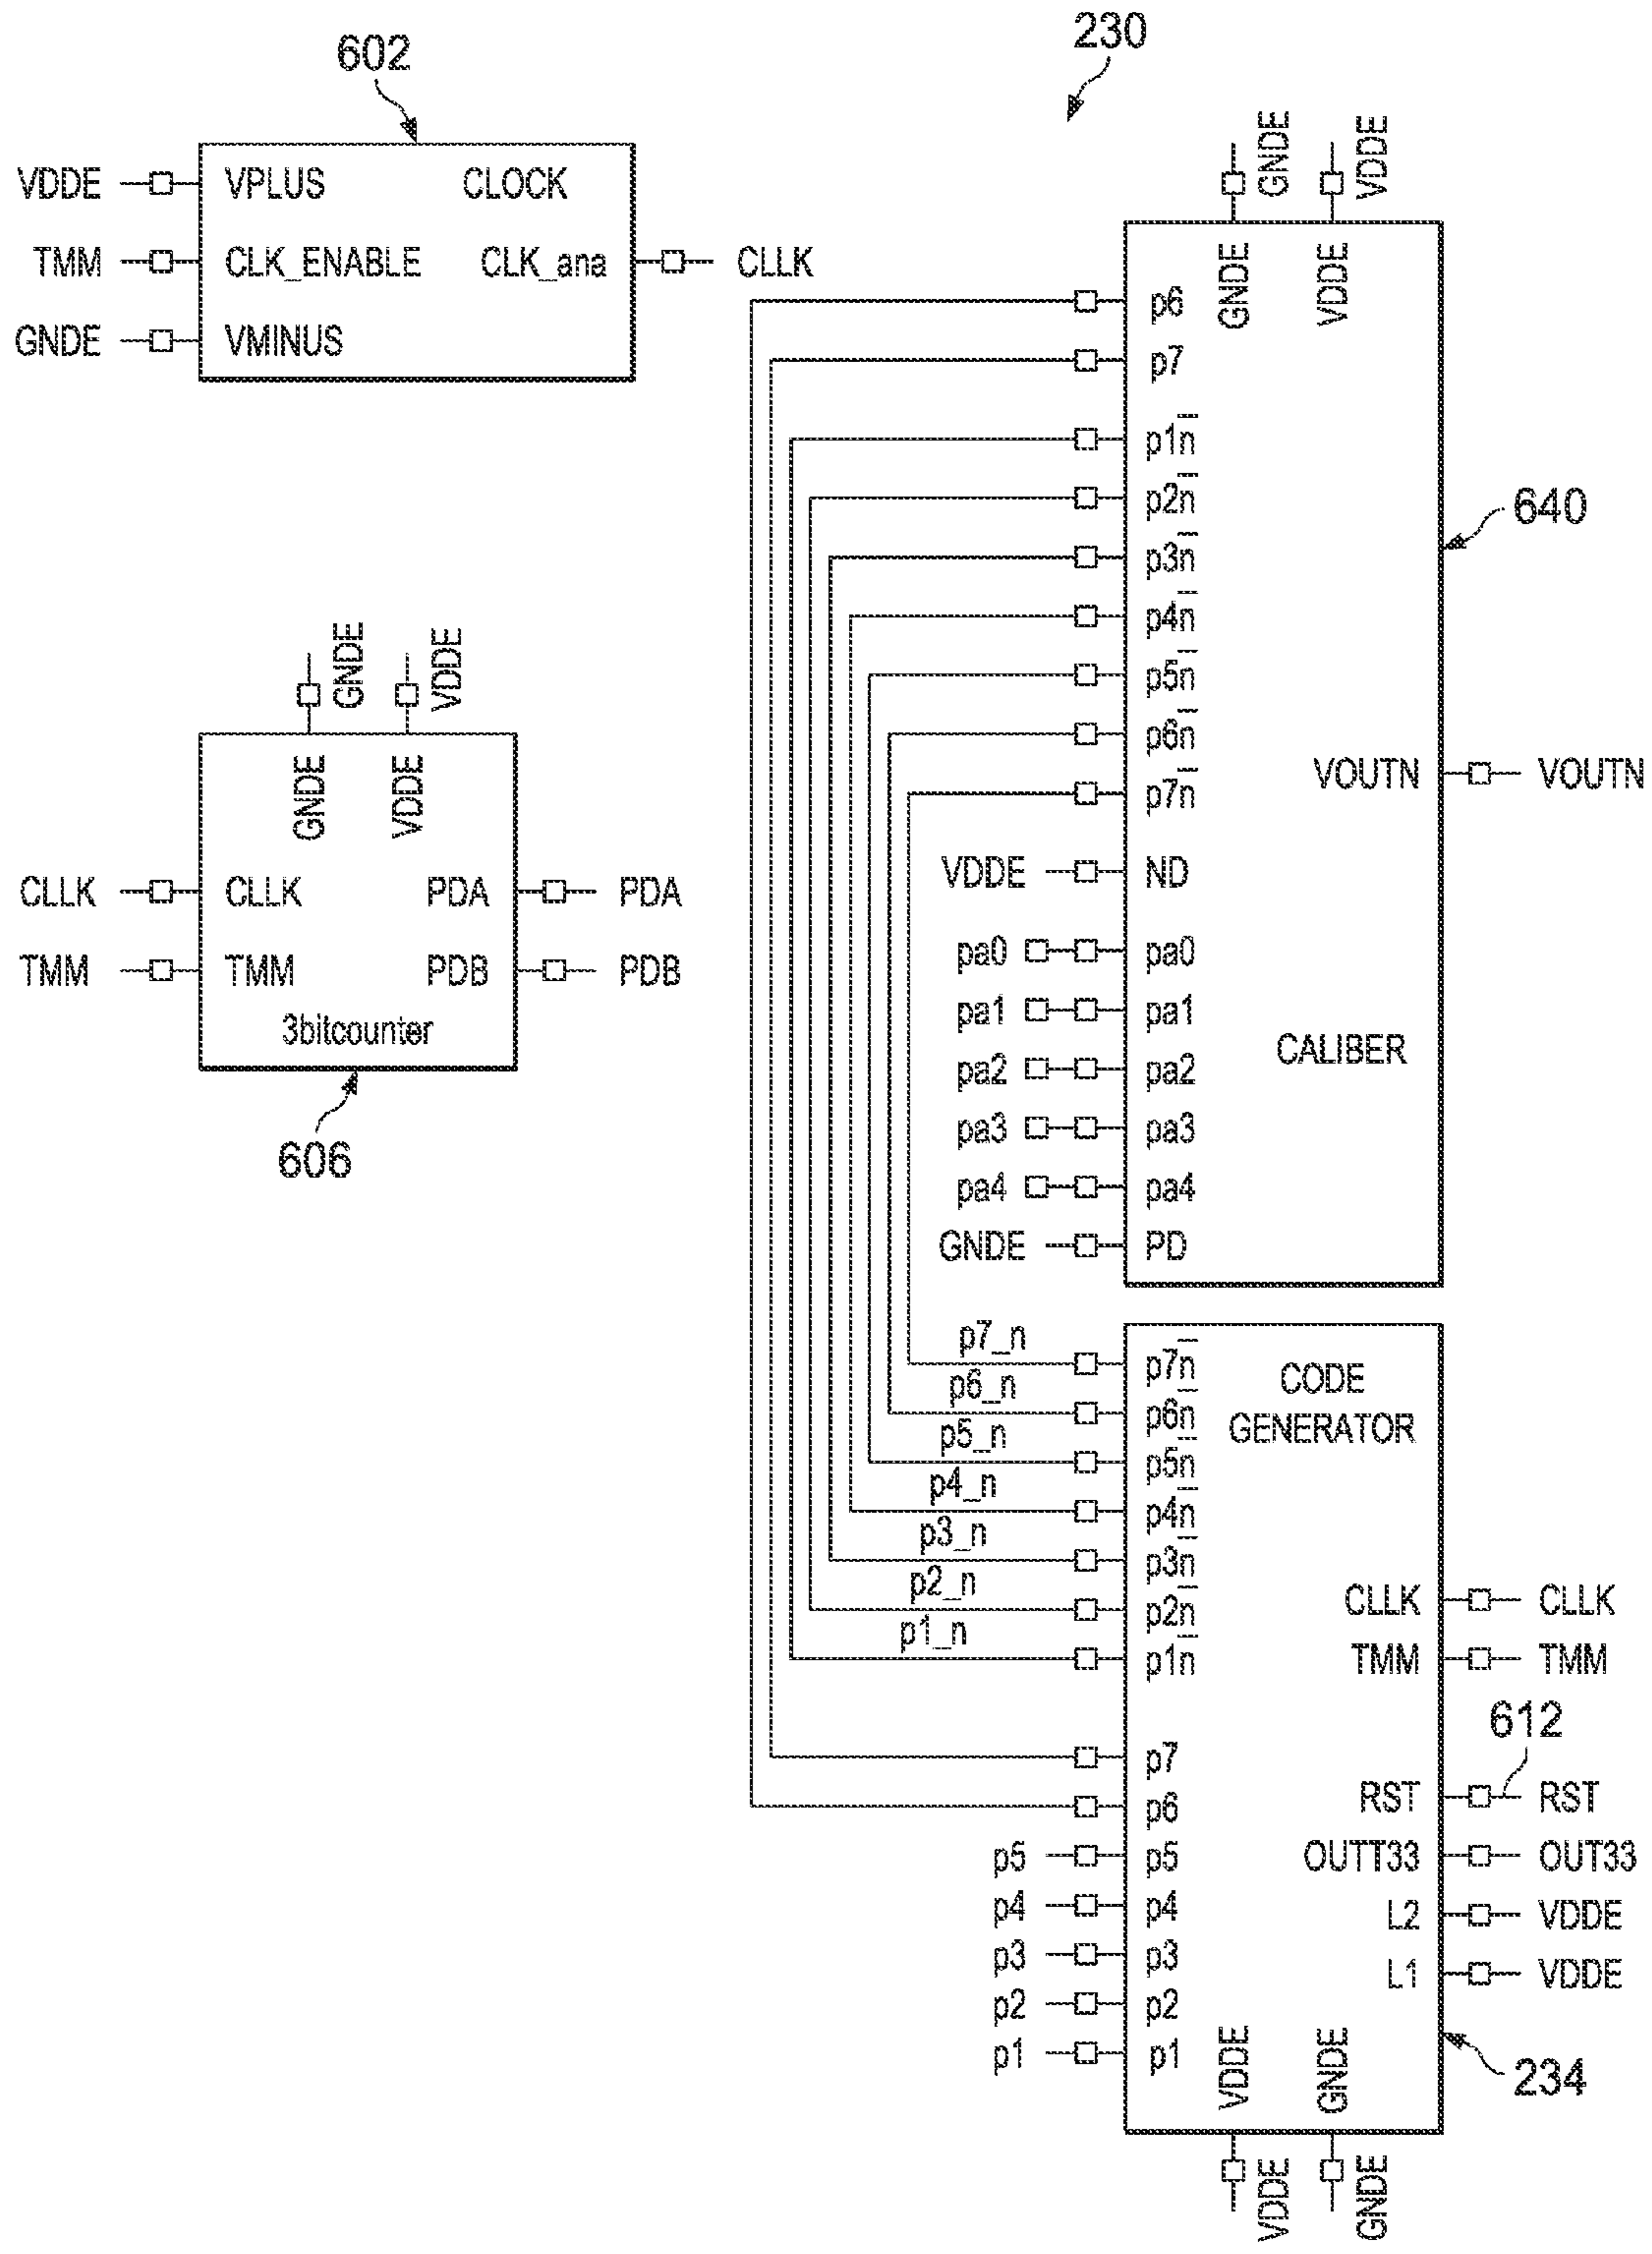 602
230
VDDE VPLUS CLOCK
TMM CLK_ENABLE CLK_ana CLLK
GNDE VMINUS
GNDE VDDE
GNDE VDDE
p6
p7
p1n̅
p2n̅
p3n̅
p4n̅
p5n̅
p6n̅
p7n̅
640
VOUTN VOUTN
VDDE ND
pa0 pa0
pa1 pa1
pa2 pa2
pa3 pa3
pa4 pa4
GNDE PD
CALIBER
GNDE VDDE
GNDE VDDE
CLLK CLLK PDA PDA
TMM TMM PDB PDB
3bitcounter
606
p7_n p7n̅
p6_n p6n̅
p5_n p5n̅
p4_n p4n̅
p3_n p3n̅
p2_n p2n̅
p1_n p1n̅
CODE
GENERATOR
p7
p6
p5 p5
p4 p4
p3 p3
p2 p2
p1 p1
CLLK CLLK
TMM TMM
612
RST RST
OUTT33 OUT33
L2 VDDE
L1 VDDE
234
VDDE GNDE
VDDE GNDE